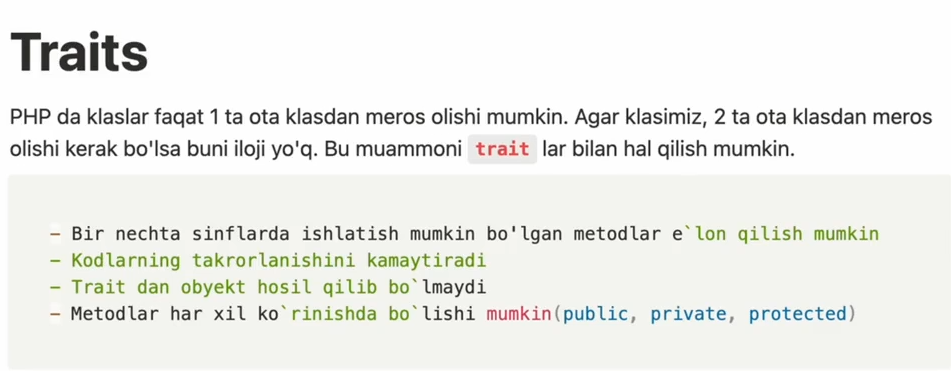 Traits
PHP da klaslar faqat 1 ta ota klasdan meros olishi mumkin. Agar klasimiz, 2 ta ota klasdan meros
olishi kerak bo'lsa buni iloji yo'q. Bu muammoni trait lar bilan hal qilish mumkin.
- Bir nechta sinflarda ishlatish mumkin bo'lgan metodlar e`lon qilish mumkin
- Kodlarning takrorlanishini kamaytiradi
- Trait dan obyekt hosil qilib bo`lmaydi
- Metodlar har xil ko`rinishda bo`lishi mumkin(public, private, protected)